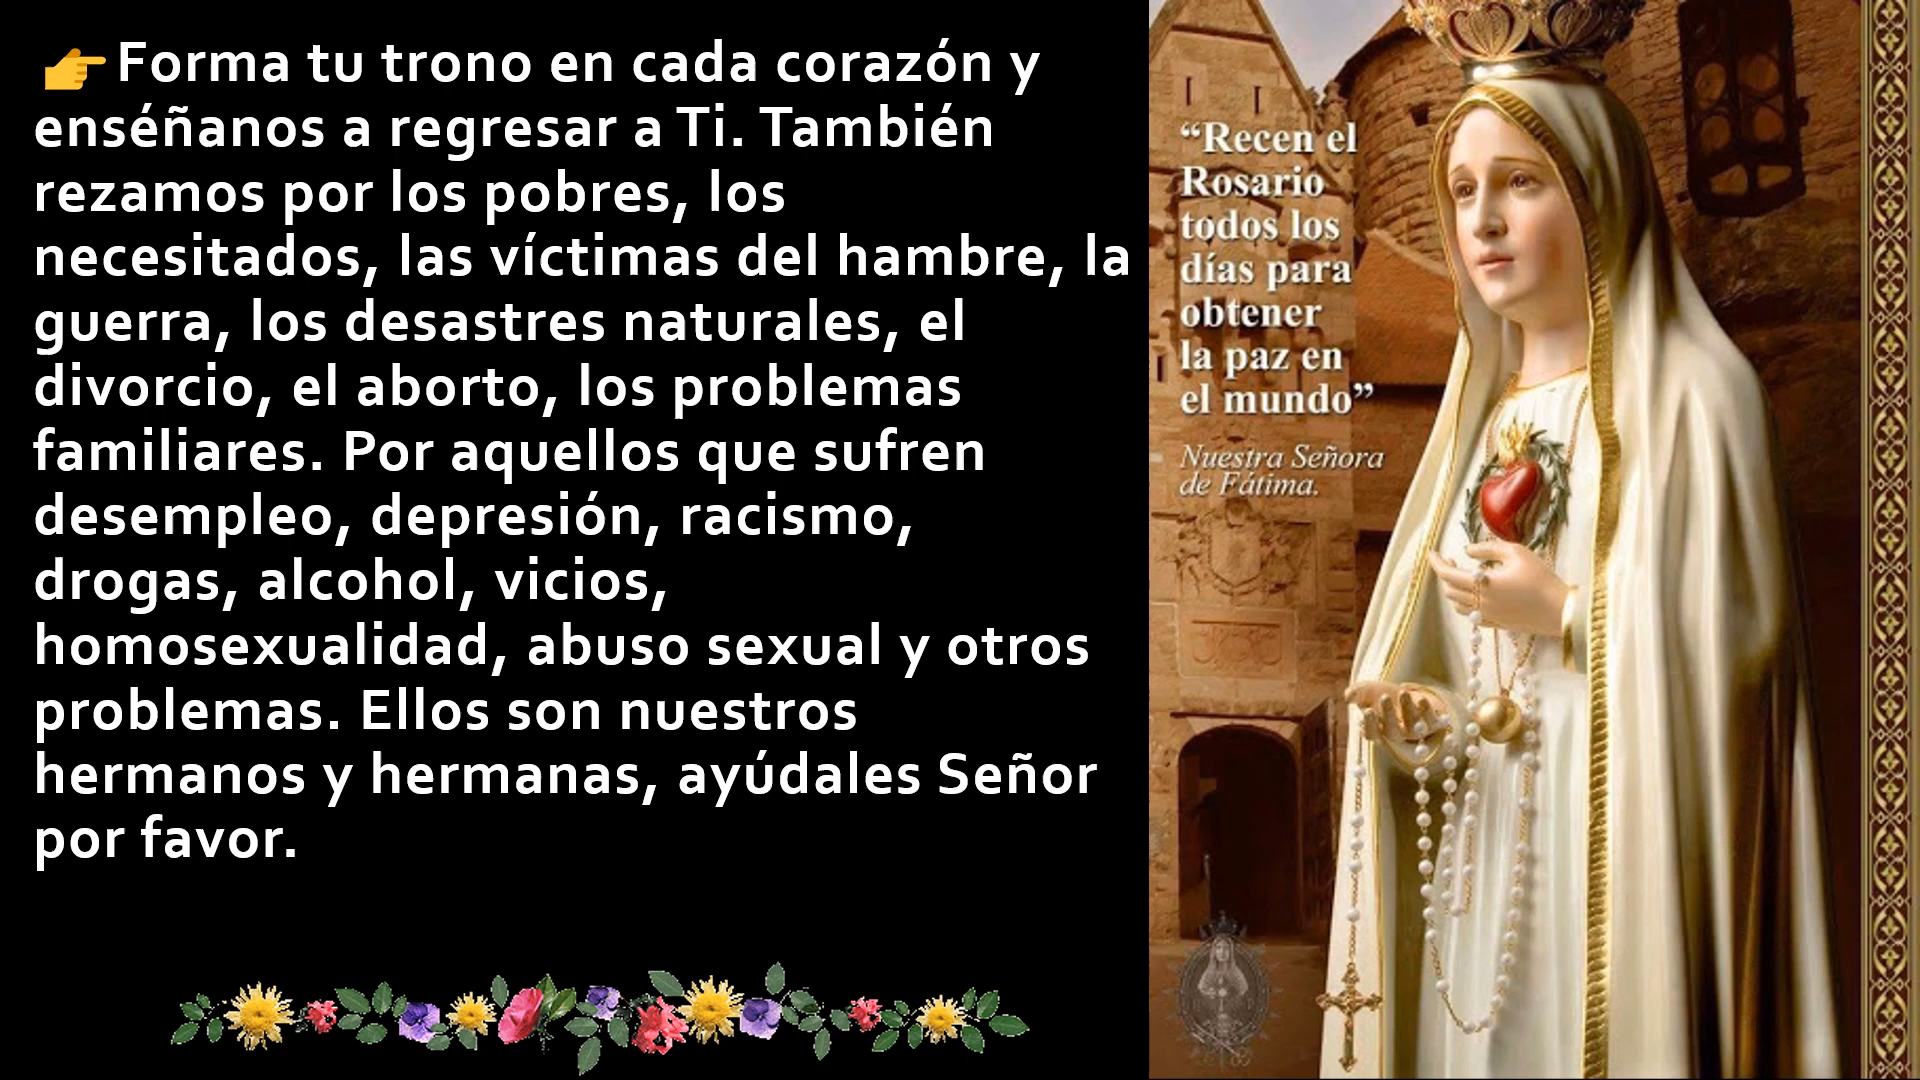 👉Forma tu trono en cada corazón y
enséñanos a regresar a Ti. También
rezamos por los pobres, los
necesitados, las víctimas del hambre, la
guerra, los desastres naturales, el
divorcio, el aborto, los problemas
familiares. Por aquellos que sufren
desempleo, depresión, racismo,
drogas, alcohol, vicios,
homosexualidad, abuso sexual y otros
problemas. Ellos son nuestros
hermanos y hermanas, ayúdales Señor
por favor.
“Recen el
Rosario
todos los
días para
obtener
la paz en
el mundo”
Nuestra Señora
de Fátima.